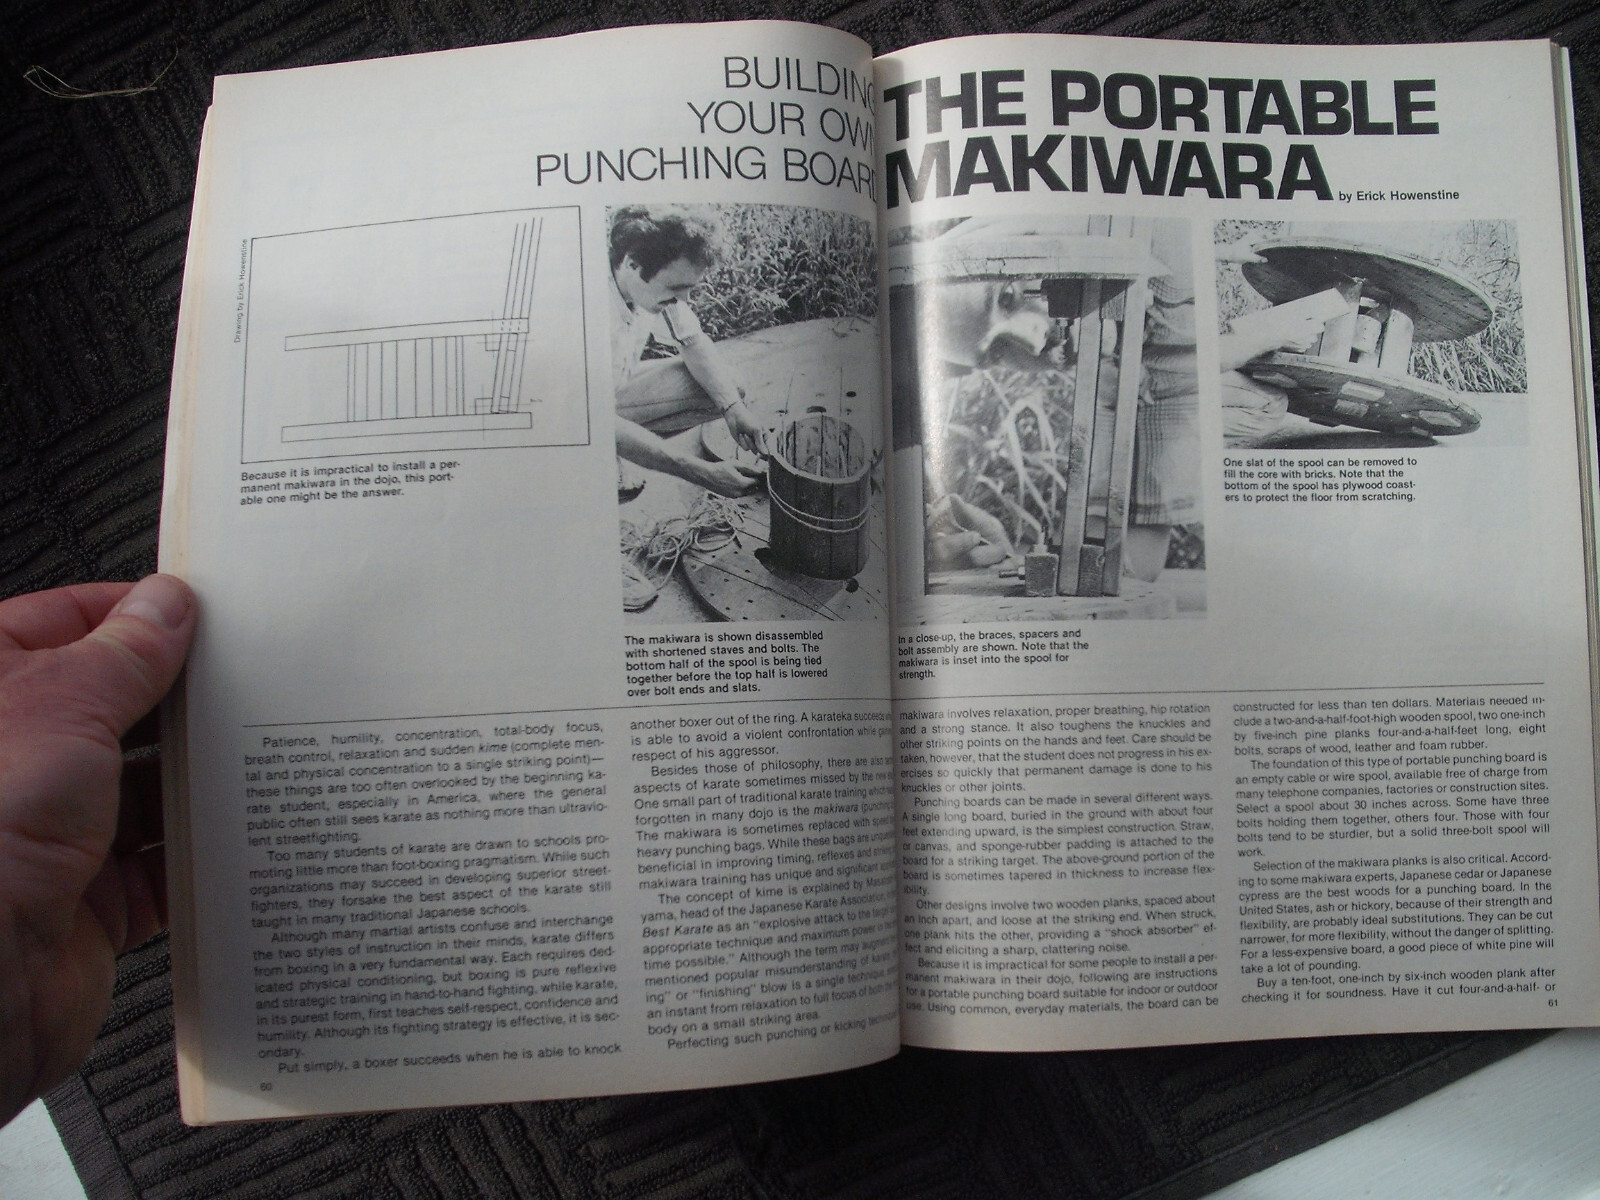 BUILDING
YOUR OWN
PUNCHING BOARD
THE PORTABLE
MAKIWARA
by Erick Howenstine
Drawing by Erick Howenstine
Because it is impractical to install a per-
manent makiwara in the dojo, this port-
able one might be the answer.
The makiwara is shown disassembled
with shortened staves and bolts. The
bottom half of the spool is being tied
together before the top half is lowered
over bolt ends and slats.
In a close-up, the braces, spacers and
bolt assembly are shown. Note that the
makiwara is inset into the spool for
strength.
One slat of the spool can be removed to
fill the core with bricks. Note that the
bottom of the spool has plywood coast-
ers to protect the floor from scratching.
Patience, humility, concentration, total-body focus,
breath control, relaxation and sudden kime (complete men-
tal and physical concentration to a single striking point)—
these things are too often overlooked by the beginning ka-
rate student, especially in America, where the general
public often still sees karate as nothing more than ultravio-
lent streetfighting.
Too many students of karate are drawn to schools pro-
moting little more than foot-boxing pragmatism. While such
organizations may succeed in developing superior street-
fighters, they forsake the best aspect of the karate still
taught in many traditional Japanese schools.
Although many martial artists confuse and interchange
the two styles of instruction in their minds, karate differs
from boxing in a very fundamental way. Each requires ded-
icated physical conditioning, but boxing is pure reflexive
and strategic training in hand-to-hand fighting, while karate,
in its purest form, first teaches self-respect, confidence and
humility. Although its fighting strategy is effective, it is sec-
ondary.
Put simply, a boxer succeeds when he is able to knock
60
another boxer out of the ring. A karateka succeeds
is able to avoid a violent confrontation while
respect of his aggressor.
Besides those of philosophy, there are also
aspects of karate sometimes missed by the
One small part of traditional karate training which
forgotten in many dojo is the makiwara (punching
The makiwara is sometimes replaced with speed
heavy punching bags. While these bags are
beneficial in improving timing, reflexes and
makiwara training has unique and significant
The concept of kime is explained by
yama, head of the Japanese Karate Association,
Best Karate as an "explosive attack to the target
appropriate technique and maximum power in the
time possible." Although the term may augment
mentioned popular misunderstanding of karate,
ing" or "finishing" blow is a single technique,
an instant from relaxation to full focus of both the
body on a small striking area.
Perfecting such punching or kicking techniques
makiwara involves relaxation, proper breathing, hip rotation
and a strong stance. It also toughens the knuckles and
other striking points on the hands and feet. Care should be
taken, however, that the student does not progress in his ex-
ercises so quickly that permanent damage is done to his
knuckles or other joints.
Punching boards can be made in several different ways.
A single long board, buried in the ground with about four
feet extending upward, is the simplest construction. Straw,
or canvas, and sponge-rubber padding is attached to the
board for a striking target. The above-ground portion of the
board is sometimes tapered in thickness to increase flex-
ibility.
Other designs involve two wooden planks, spaced about
an inch apart, and loose at the striking end. When struck,
one plank hits the other, providing a "shock absorber" ef-
fect and eliciting a sharp, clattering noise.
Because it is impractical for some people to install a per-
manent makiwara in their dojo, following are instructions
for a portable punching board suitable for indoor or outdoor
use. Using common, everyday materials, the board can be
constructed for less than ten dollars. Materials needed in-
clude a two-and-a-half-foot-high wooden spool, two one-inch
by five-inch pine planks four-and-a-half-feet long, eight
bolts, scraps of wood, leather and foam rubber.
The foundation of this type of portable punching board is
an empty cable or wire spool, available free of charge from
many telephone companies, factories or construction sites.
Select a spool about 30 inches across. Some have three
bolts holding them together, others four. Those with four
bolts tend to be sturdier, but a solid three-bolt spool will
work.
Selection of the makiwara planks is also critical. Accord-
ing to some makiwara experts, Japanese cedar or Japanese
cypress are the best woods for a punching board. In the
United States, ash or hickory, because of their strength and
flexibility, are probably ideal substitutions. They can be cut
narrower, for more flexibility, without the danger of splitting.
For a less-expensive board, a good piece of white pine will
take a lot of pounding.
Buy a ten-foot, one-inch by six-inch wooden plank after
checking it for soundness. Have it cut four-and-a-half- or
61